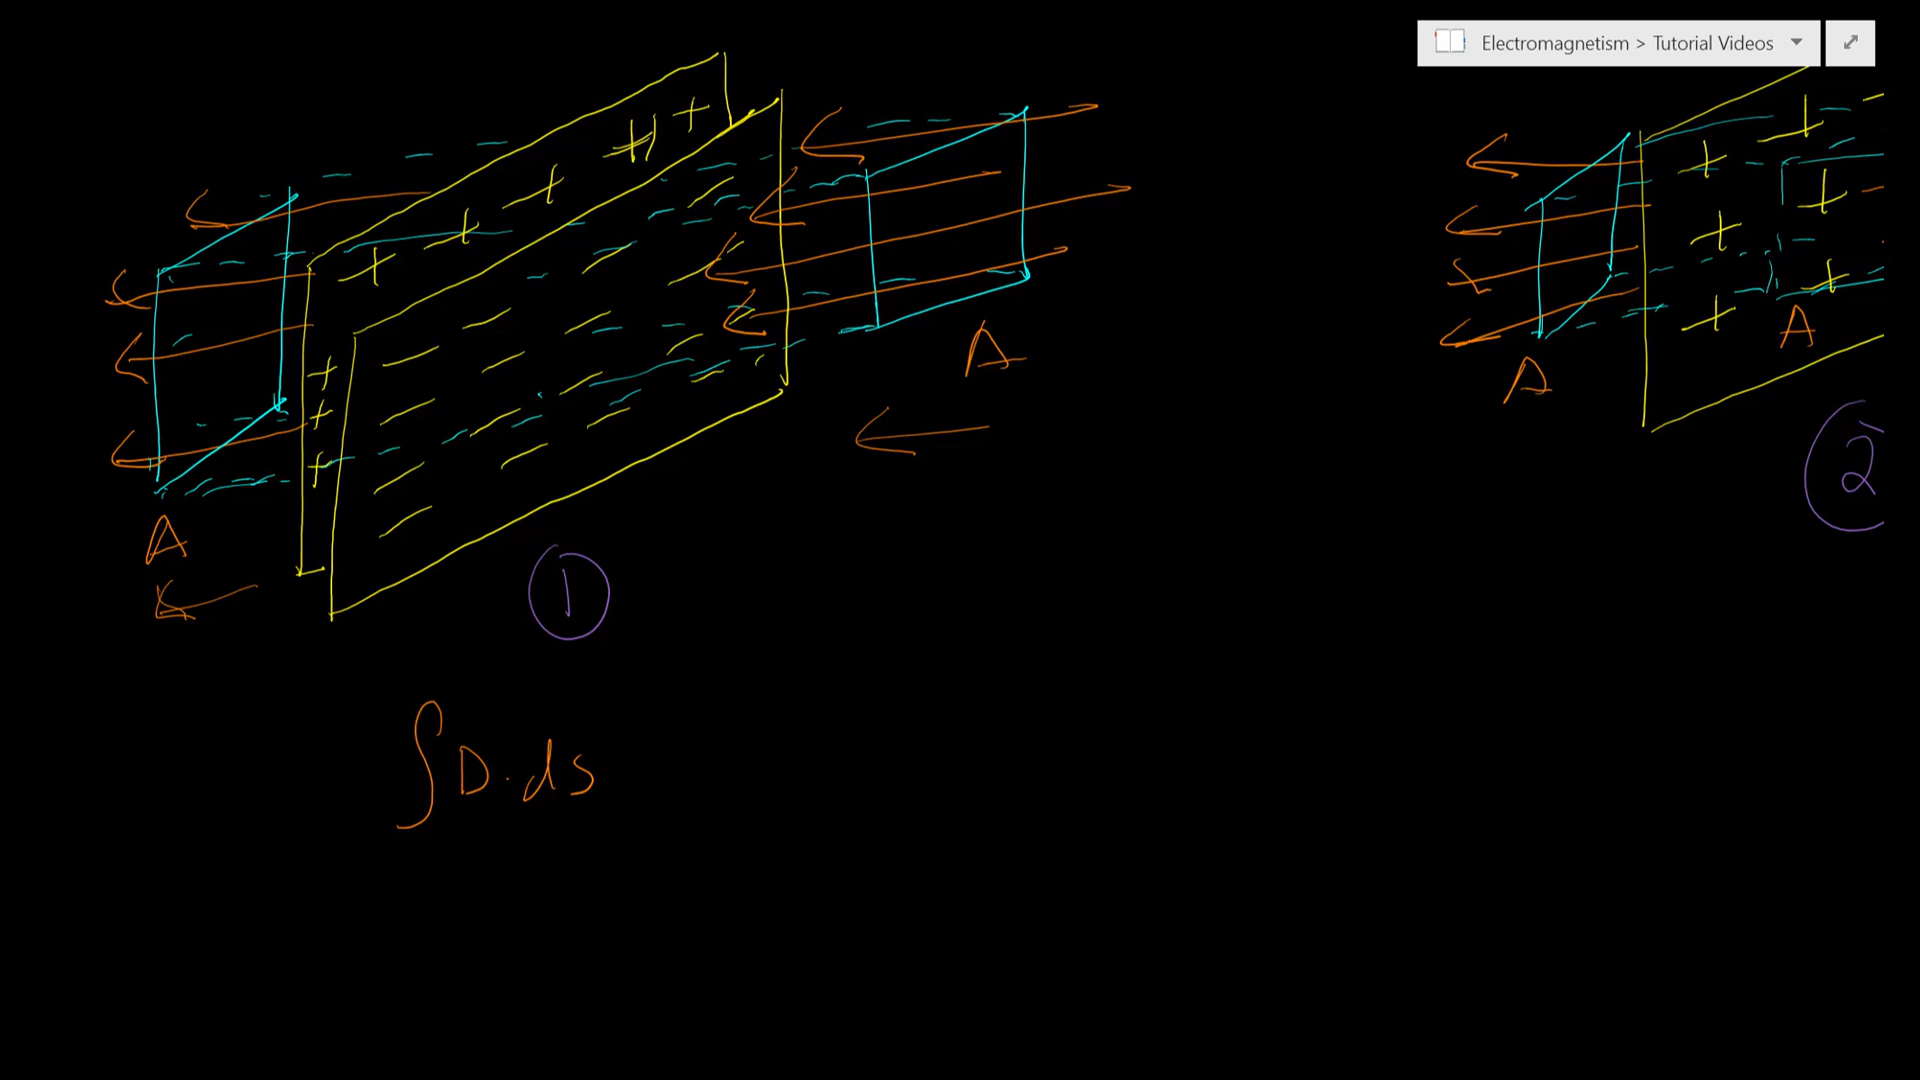 Electromagnetism > Tutorial Videos
+ + + + + +
+ + +
+ + +
+ +
+ +
A
A
A
A
1
2
∫ D · ds